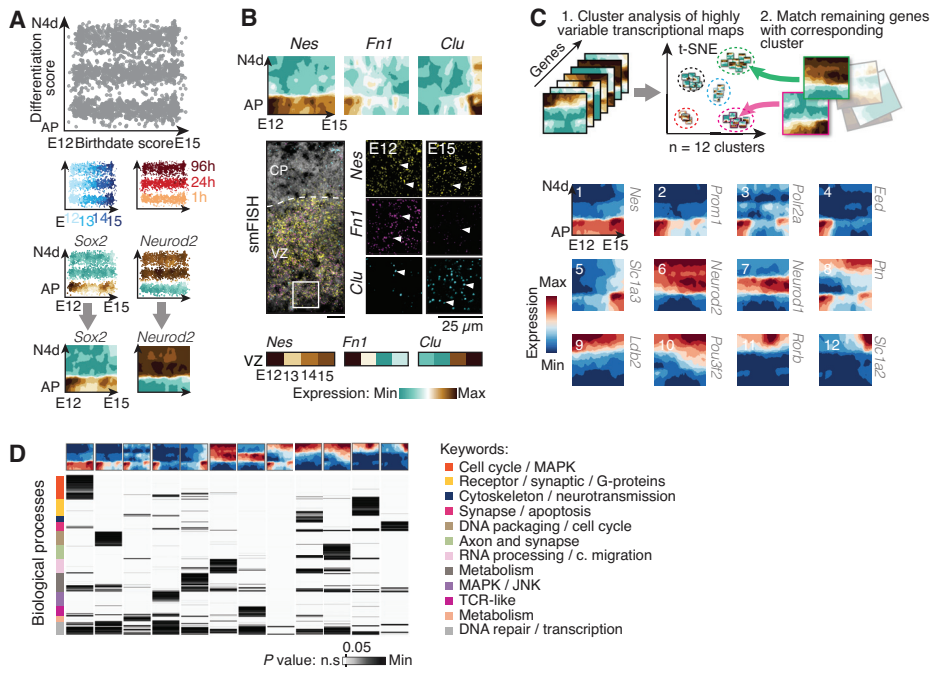 A
N4d
Differentiation
score
AP
E12 Birthdate score E15
96h
24h
1h
E 12 13 14 15
Sox2 Neurod2
N4d
AP
E12 E15
Sox2 Neurod2
N4d
AP
E12 E15
B
Nes Fn1 Clu
N4d
AP
E12 E15
smFISH
CP
VZ
E12 E15
Nes
Fn1
Clu
25 µm
Nes Fn1 Clu
VZ
E12 13 14 15
Expression: Min Max
C
1. Cluster analysis of highly
variable transcriptional maps
2. Match remaining genes
with corresponding
cluster
Genes
t-SNE
n = 12 clusters
N4d
AP
E12 E15
1 Nes
2 Prom1
3 Polr2a
4 Eed
5 Slc1a3
6 Neurod2
7 Neurod1
8 Ptn
9 Ldb2
10 Pou3f2
11 Rorb
12 Slc1a2
Expression
Max
Min
D
Biological processes
Keywords:
Cell cycle / MAPK
Receptor / synaptic / G-proteins
Cytoskeleton / neurotransmission
Synapse / apoptosis
DNA packaging / cell cycle
Axon and synapse
RNA processing / c. migration
Metabolism
MAPK / JNK
TCR-like
Metabolism
DNA repair / transcription
0.05
P value: n.s Min